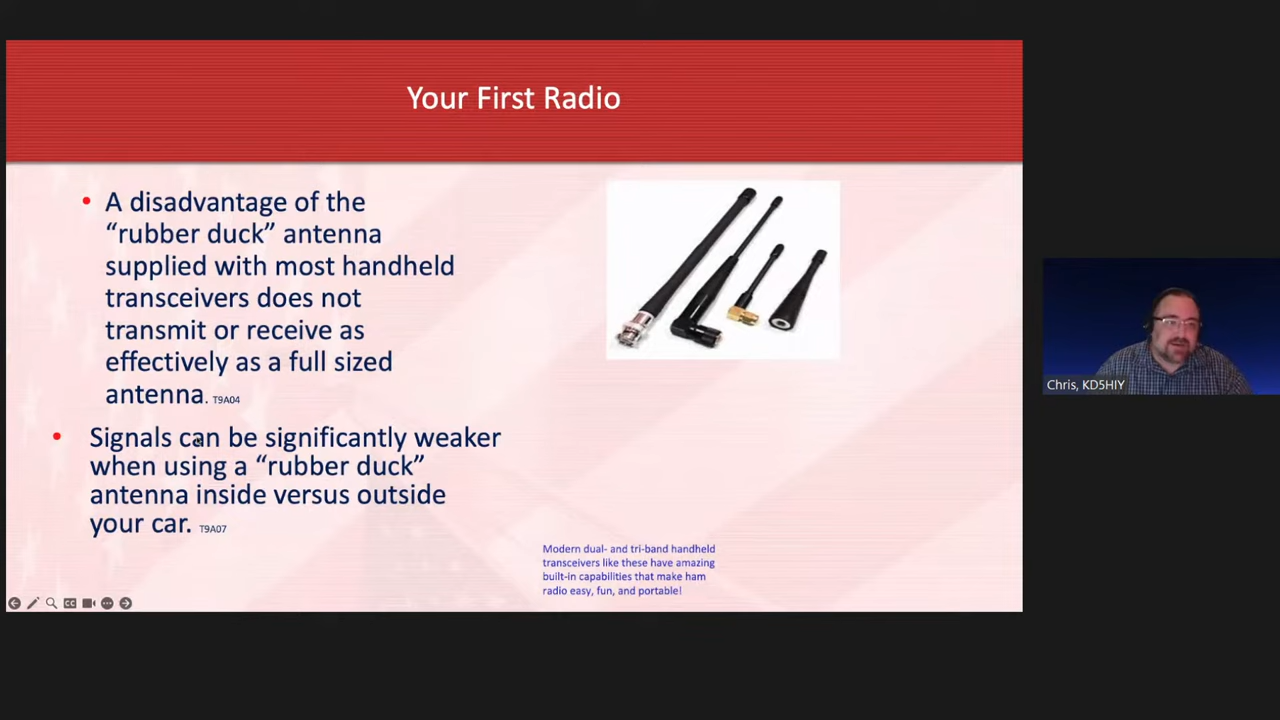 Your First Radio
• A disadvantage of the
“rubber duck” antenna
supplied with most handheld
transceivers does not
transmit or receive as
effectively as a full sized
antenna. T9A04
• Signals can be significantly weaker
when using a “rubber duck”
antenna inside versus outside
your car. T9A07
Modern dual- and tri-band handheld
transceivers like these have amazing
built-in capabilities that make ham
radio easy, fun, and portable!
CC
Chris, KD5HIY